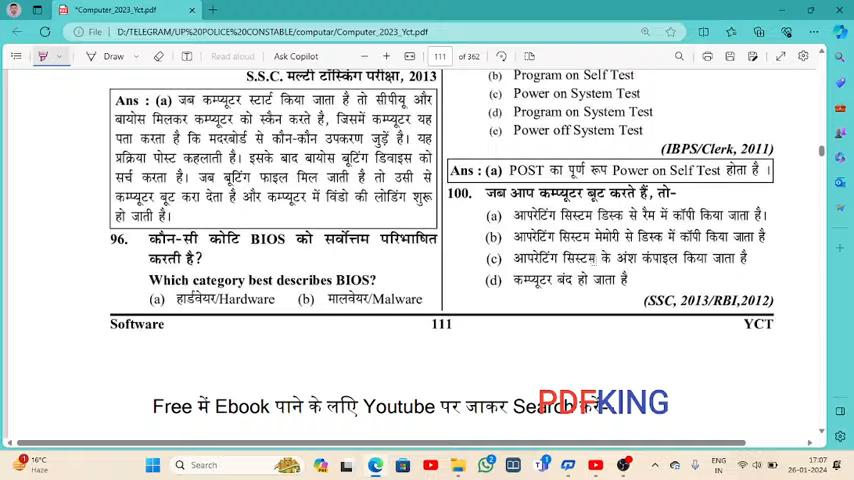 *Computer_2023_Yct.pdf
File
D:/TELEGRAM/UP%20POLICE%20CONSTABLE/computar/Computer_2023_Yct.pdf
Draw
Read aloud
Ask Copilot
111 of 362
S.S.C. मल्टी टॉस्किंग परीक्षा, 2013
Ans : (a) जब कम्प्यूटर स्टार्ट किया जाता है तो सीपीयू और
बायोस मिलकर कम्प्यूटर को स्कैन करते है, जिसमें कम्प्यूटर यह
पता करता है कि मदरबोर्ड से कौन-कौन उपकरण जुड़ें है। यह
प्रक्रिया पोस्ट कहलाती है। इसके बाद बायोस बूटिंग डिवाइस को
सर्च करता है। जब बूटिंग फाइल मिल जाती है तो उसी से
कम्प्यूटर बूट करा देता है और कम्प्यूटर में विंडो की लोडिंग शुरू
हो जाती है।
96. कौन-सी कोटि BIOS को सर्वोत्तम परिभाषित
करती है?
Which category best describes BIOS?
(a) हार्डवेयर/Hardware (b) मालवेयर/Malware
(b) Program on Self Test
(c) Power on System Test
(d) Program on System Test
(e) Power off System Test
(IBPS/Clerk, 2011)
Ans : (a) POST का पूर्ण रूप Power on Self Test होता है ।
100. जब आप कम्प्यूटर बूट करते हैं, तो-
(a) आपरेटिंग सिस्टम डिस्क से रैम में कॉपी किया जाता है।
(b) आपरेटिंग सिस्टम मेमोरी से डिस्क में कॉपी किया जाता है
(c) आपरेटिंग सिस्टम के अंश कंपाइल किया जाता है
(d) कम्प्यूटर बंद हो जाता है
(SSC, 2013/RBI,2012)
Software 111 YCT
Free में Ebook पाने के लिए Youtube पर जाकर Search करें-
PDFKING
16°C
Haze
Search
ENG
IN
17:07
26-01-2024